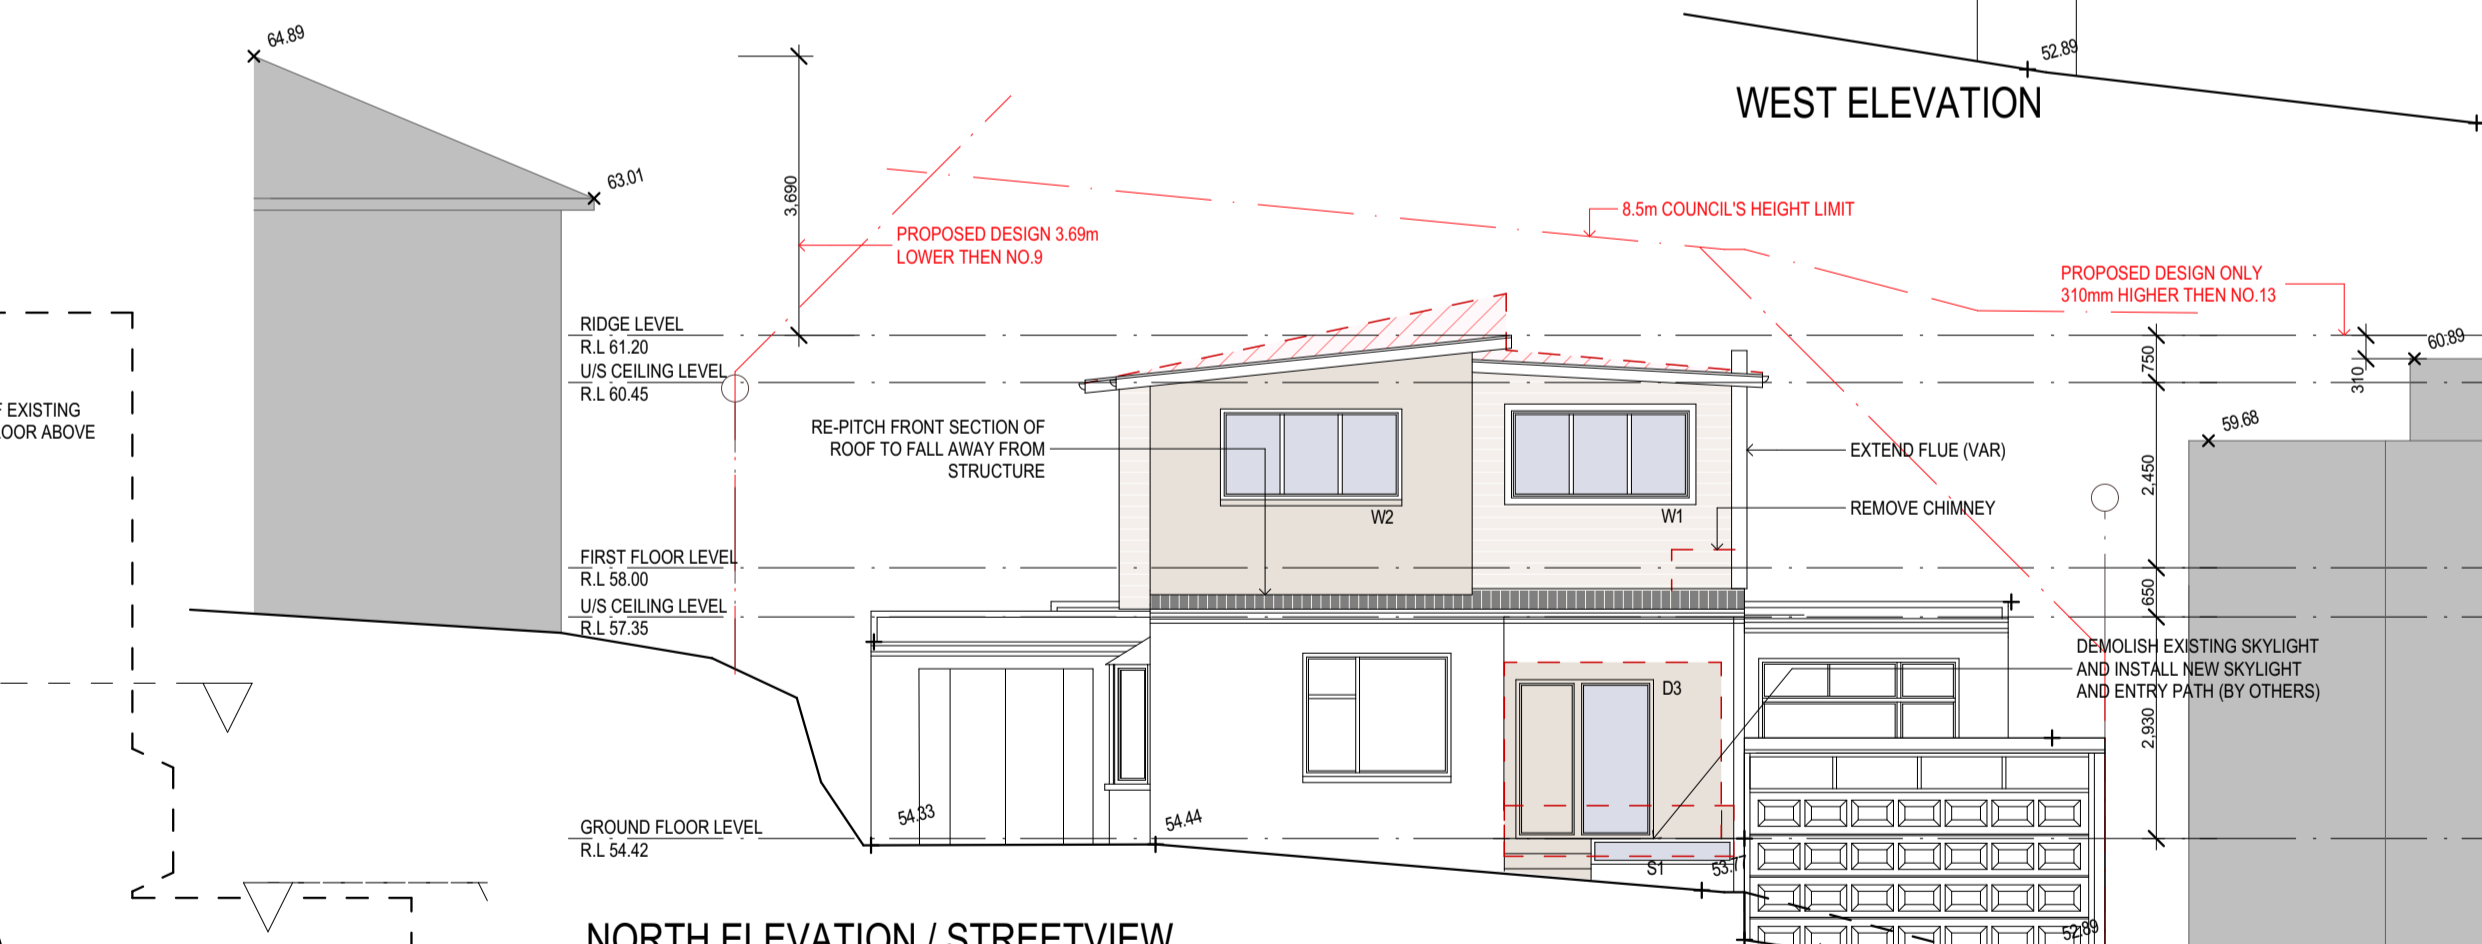 64.89
63.01
52.89
WEST ELEVATION
3,690
PROPOSED DESIGN 3.69m
LOWER THEN NO.9
8.5m COUNCIL'S HEIGHT LIMIT
PROPOSED DESIGN ONLY
310mm HIGHER THEN NO.13
RIDGE LEVEL
R.L 61.20
U/S CEILING LEVEL
R.L 60.45
60.89
750
310
EXISTING
OOR ABOVE
RE-PITCH FRONT SECTION OF
ROOF TO FALL AWAY FROM
STRUCTURE
59.68
EXTEND FLUE (VAR)
2,450
REMOVE CHIMNEY
W2
W1
FIRST FLOOR LEVEL
R.L 58.00
U/S CEILING LEVEL
R.L 57.35
650
DEMOLISH EXISTING SKYLIGHT
AND INSTALL NEW SKYLIGHT
AND ENTRY PATH (BY OTHERS)
D3
2,930
54.33
54.44
GROUND FLOOR LEVEL
R.L 54.42
S1
53.7
52.89
NORTH ELEVATION / STREETVIEW